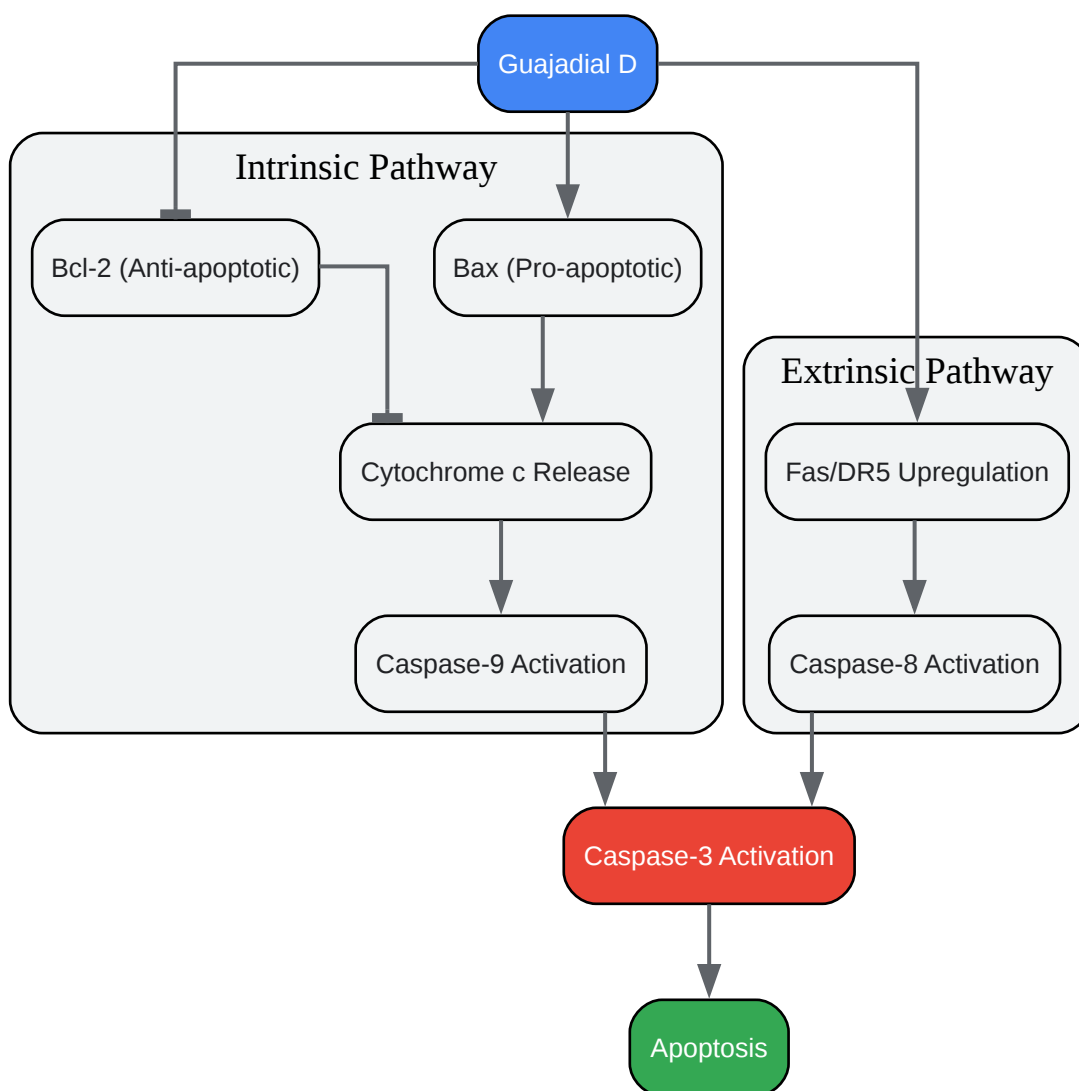 Guajadial D
Intrinsic Pathway
Bcl-2 (Anti-apoptotic)
Bax (Pro-apoptotic)
Extrinsic Pathway
Cytochrome c Release
Fas/DR5 Upregulation
Caspase-9 Activation
Caspase-8 Activation
Caspase-3 Activation
Apoptosis